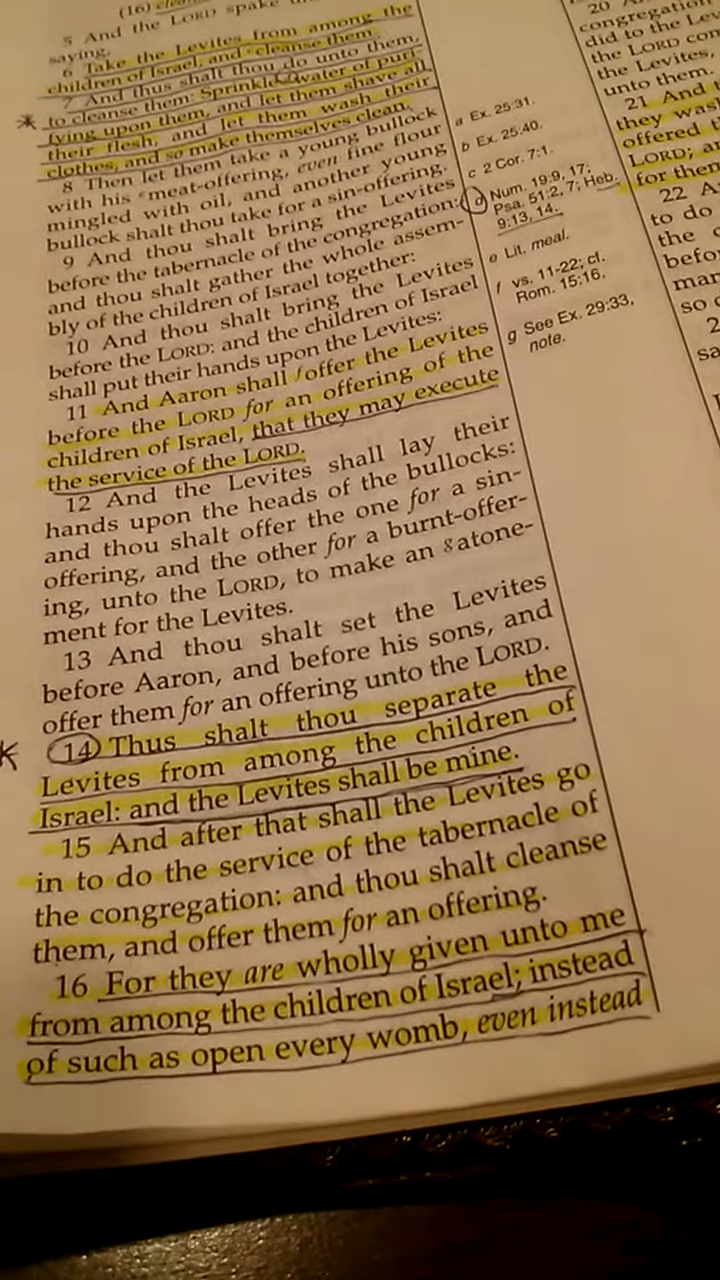 (16)
5 And the LORD spake
saying,
6 Take the Levites from among the
children of Israel, and cleanse them.
7 And thus shalt thou do unto them,
to cleanse them: Sprinkle water of puri-
fying upon them, and let them shave all
their flesh, and let them wash their
clothes, and so make themselves clean.
8 Then let them take a young bullock
with his e meat-offering, even fine flour
mingled with oil, and another young
bullock shalt thou take for a sin-offering.
9 And thou shalt bring the Levites
before the tabernacle of the congregation:
and thou shalt gather the whole assem-
bly of the children of Israel together:
10 And thou shalt bring the Levites
before the LORD: and the children of Israel
shall put their hands upon the Levites:
11 And Aaron shall f offer the Levites
before the LORD for an offering of the
children of Israel, that they may execute
the service of the LORD.
12 And the Levites shall lay their
hands upon the heads of the bullocks:
and thou shalt offer the one for a sin-
offering, and the other for a burnt-offer-
ing, unto the LORD, to make an g atone-
ment for the Levites.
13 And thou shalt set the Levites
before Aaron, and before his sons, and
offer them for an offering unto the LORD.
14 Thus shalt thou separate the
Levites from among the children of
Israel: and the Levites shall be mine.
15 And after that shall the Levites go
in to do the service of the tabernacle of
the congregation: and thou shalt cleanse
them, and offer them for an offering.
16 For they are wholly given unto me
from among the children of Israel; instead
of such as open every womb, even instead
a Ex. 25:31.
b Ex. 25:40.
c 2 Cor. 7:1.
d Num. 19:9, 17;
Psa. 51:2, 7; Heb.
9:13, 14.
e Lit. meal.
f vs. 11-22; cf.
Rom. 15:16.
g See Ex. 29:33,
note.
20
congregation
did to the Lev
the LORD com
the Levites,
unto them.
21 And t
they wash
offered t
LORD; an
for them
22 A
to do
the
befo
mar
so
2
sa